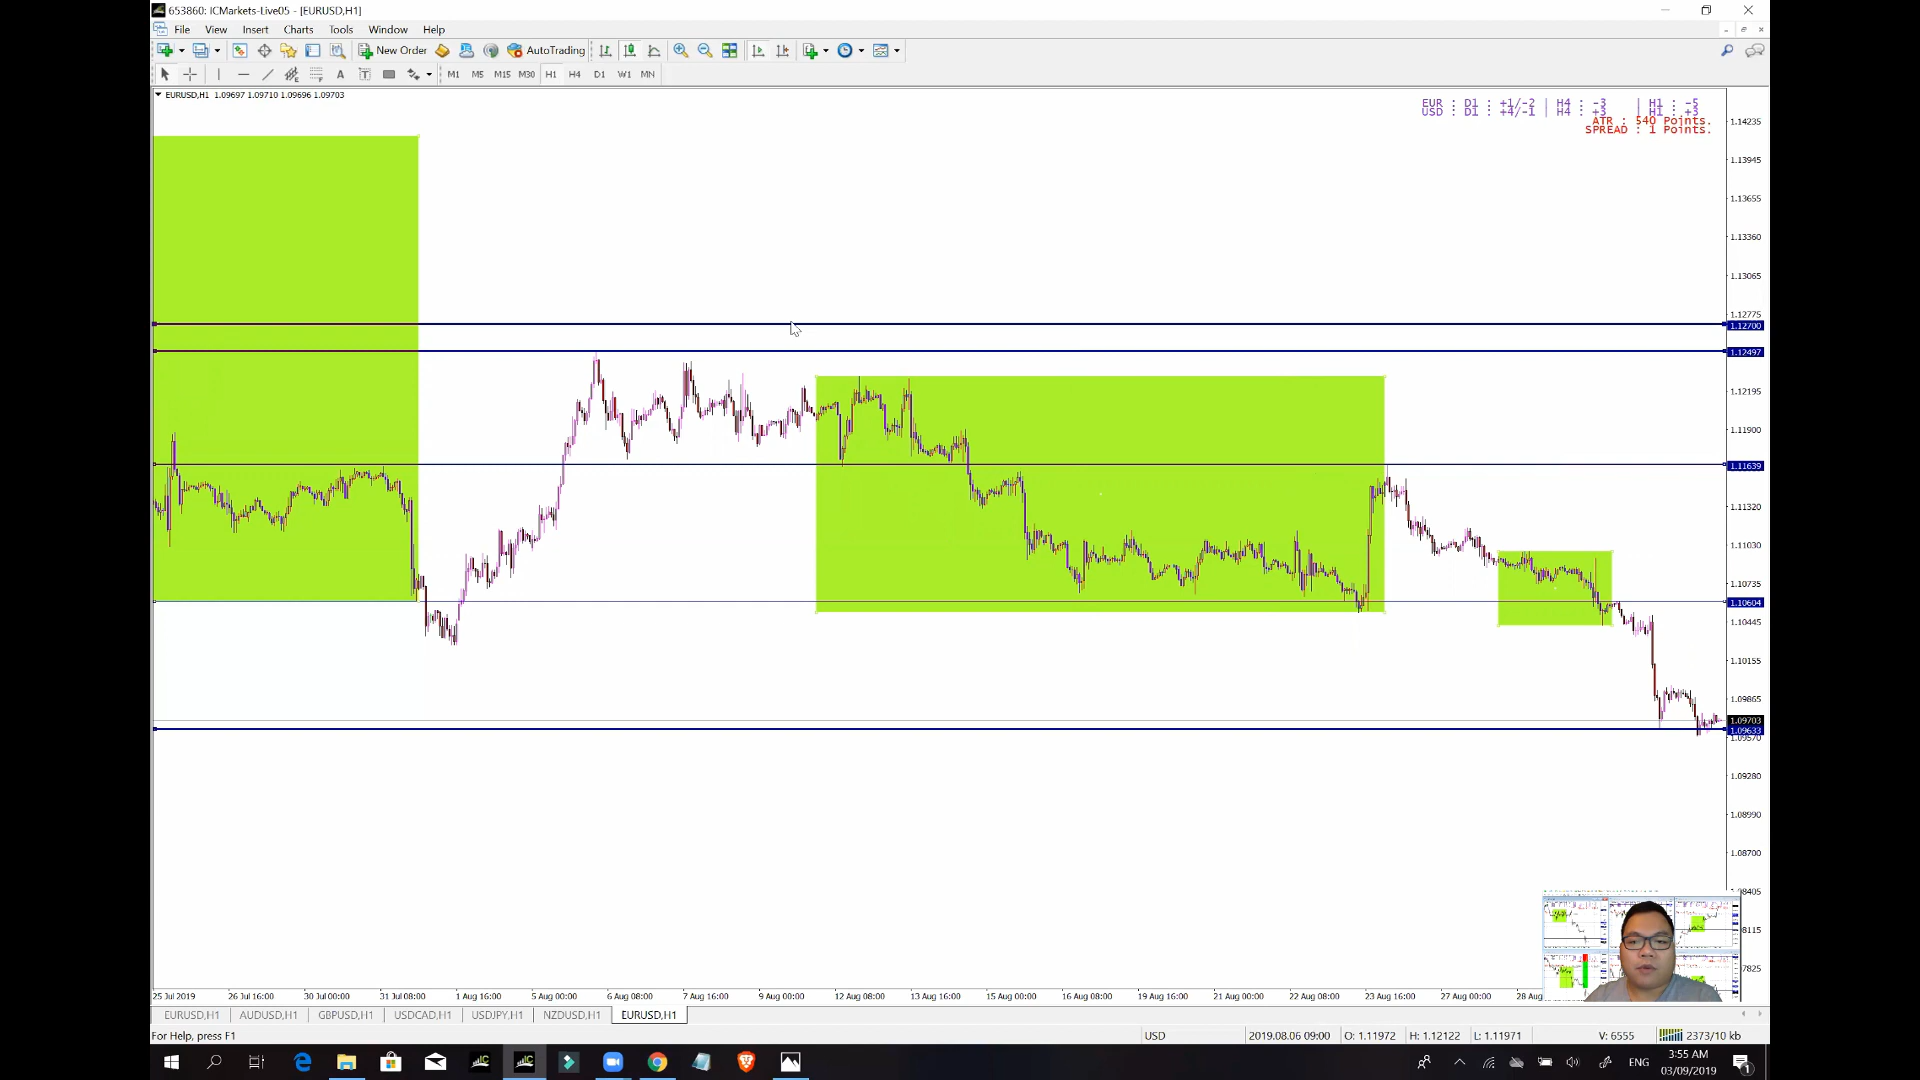 653860: ICMarkets-Live05 - [EURUSD,H1]
File View Insert Charts Tools Window Help
New Order AutoTrading
A T M1 M5 M15 M30 H1 H4 D1 W1 MN
EURUSD,H1 1.09697 1.09710 1.09696 1.09703
EUR : D1 : +1/-2 | H4 : -3 | H1 : -5
USD : D1 : +4/-1 | H4 : +3 | H1 : +3
ATR : 540 Points.
SPREAD : 1 Points.
1.14235
1.13945
1.13655
1.13360
1.13065
1.12775
1.12700
1.12497
1.12195
1.11900
1.11639
1.11320
1.11030
1.10735
1.10604
1.10445
1.10155
1.09865
1.09703
1.09633
1.09570
1.09280
1.08990
1.08700
1.08405
8115
7825
25 Jul 2019 26 Jul 16:00 30 Jul 00:00 31 Jul 08:00 1 Aug 16:00 5 Aug 00:00 6 Aug 08:00 7 Aug 16:00 9 Aug 00:00 12 Aug 08:00 13 Aug 16:00 15 Aug 00:00 16 Aug 08:00 19 Aug 16:00 21 Aug 00:00 22 Aug 08:00 23 Aug 16:00 27 Aug 00:00 28
EURUSD,H1 AUDUSD,H1 GBPUSD,H1 USDCAD,H1 USDJPY,H1 NZDUSD,H1 EURUSD,H1
For Help, press F1 USD 2019.08.06 09:00 O: 1.11972 H: 1.12122 L: 1.11971 V: 6555 2373/10 kb
ENG 3:55 AM
03/09/2019 1